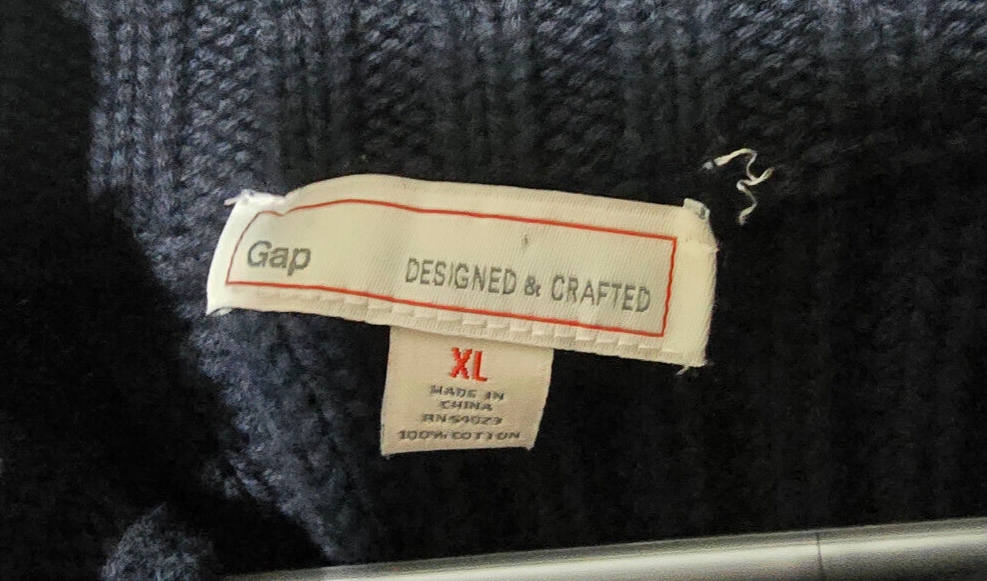 Gap
DESIGNED & CRAFTED
XL
MADE IN
CHINA
RN54023
100% COTTON